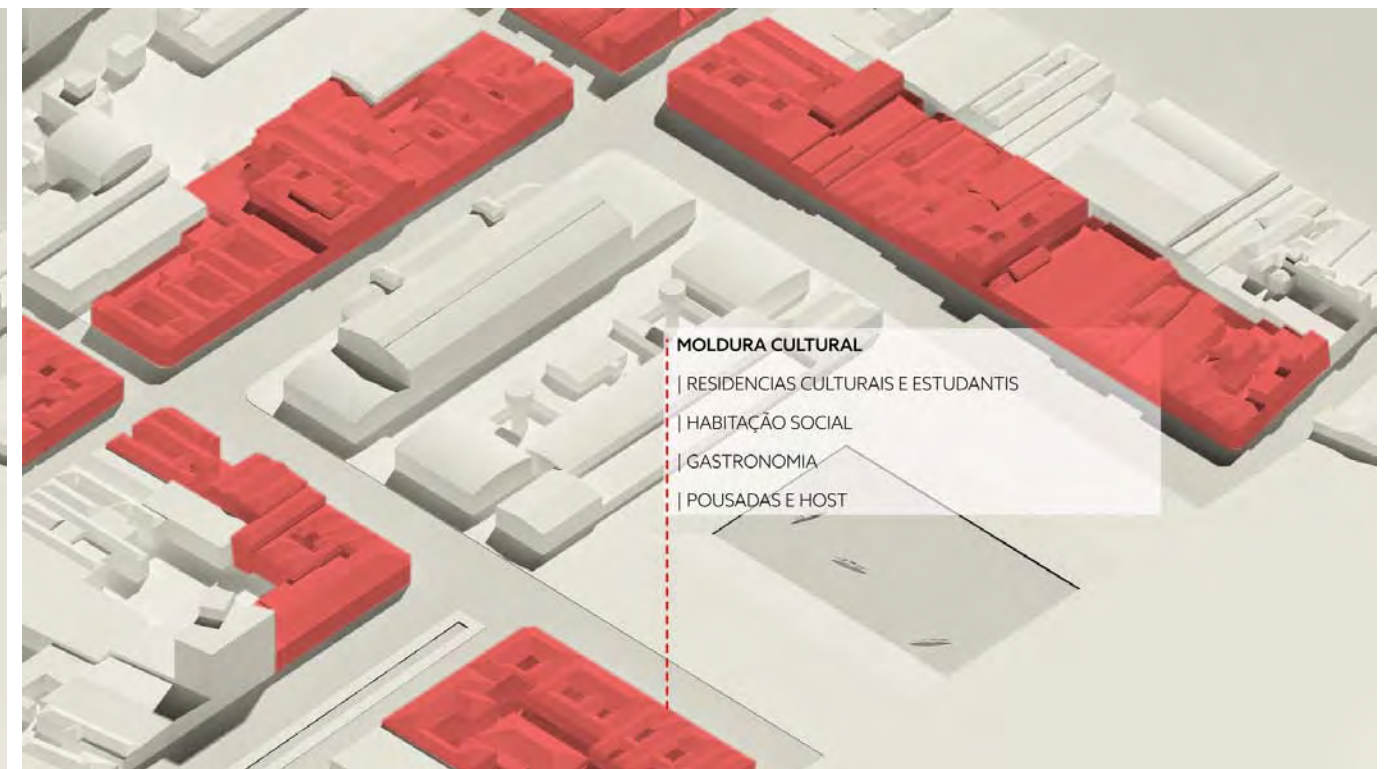 MOLDURA CULTURAL
| RESIDENCIAS CULTURAIS E ESTUDANTIS
| HABITAÇÃO SOCIAL
| GASTRONOMIA
| POUSADAS E HOST